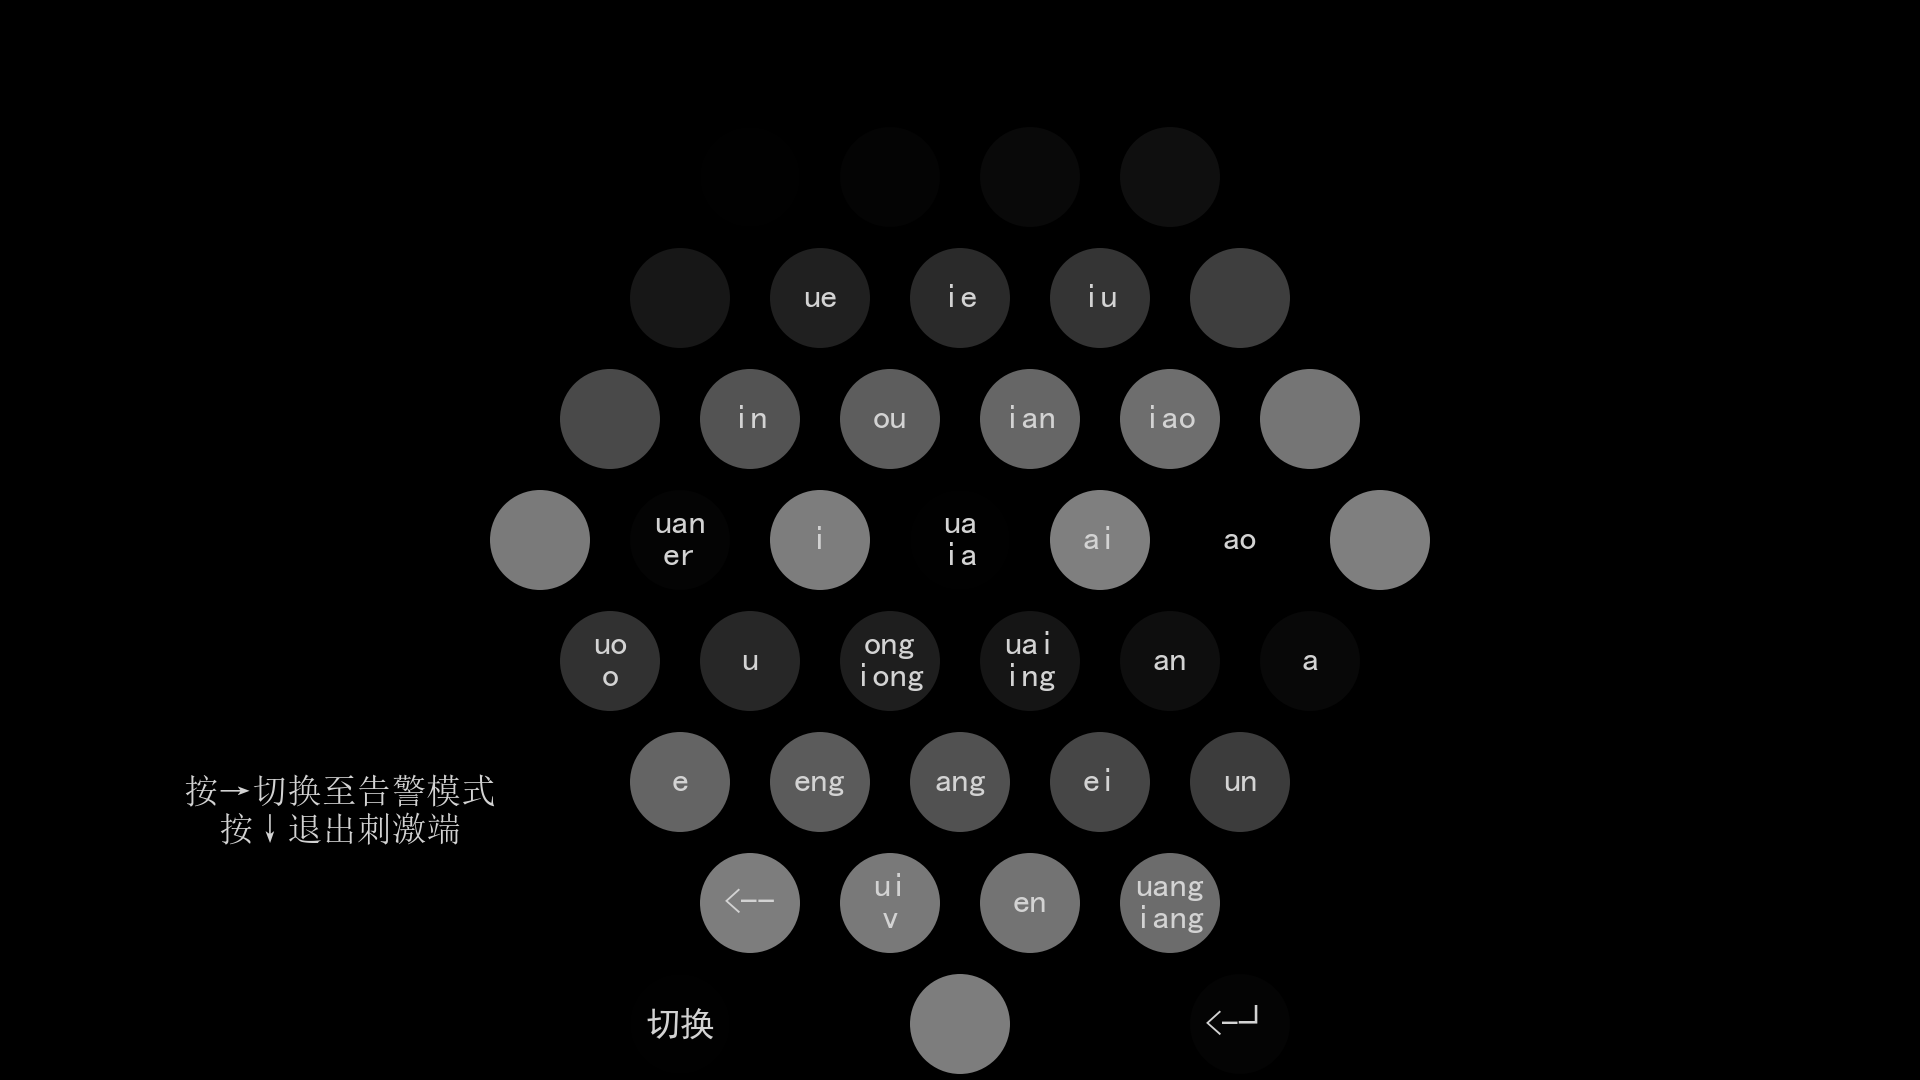 ue ie iu
in ou ian iao
uan
er
i
ua
ia
ai
ao
uo
o
u
ong
iong
uai
ing
an
a
e eng ang ei un
按→切换至告警模式
按↓退出刺激端
<--
ui
v
en
uang
iang
切换
<-┘